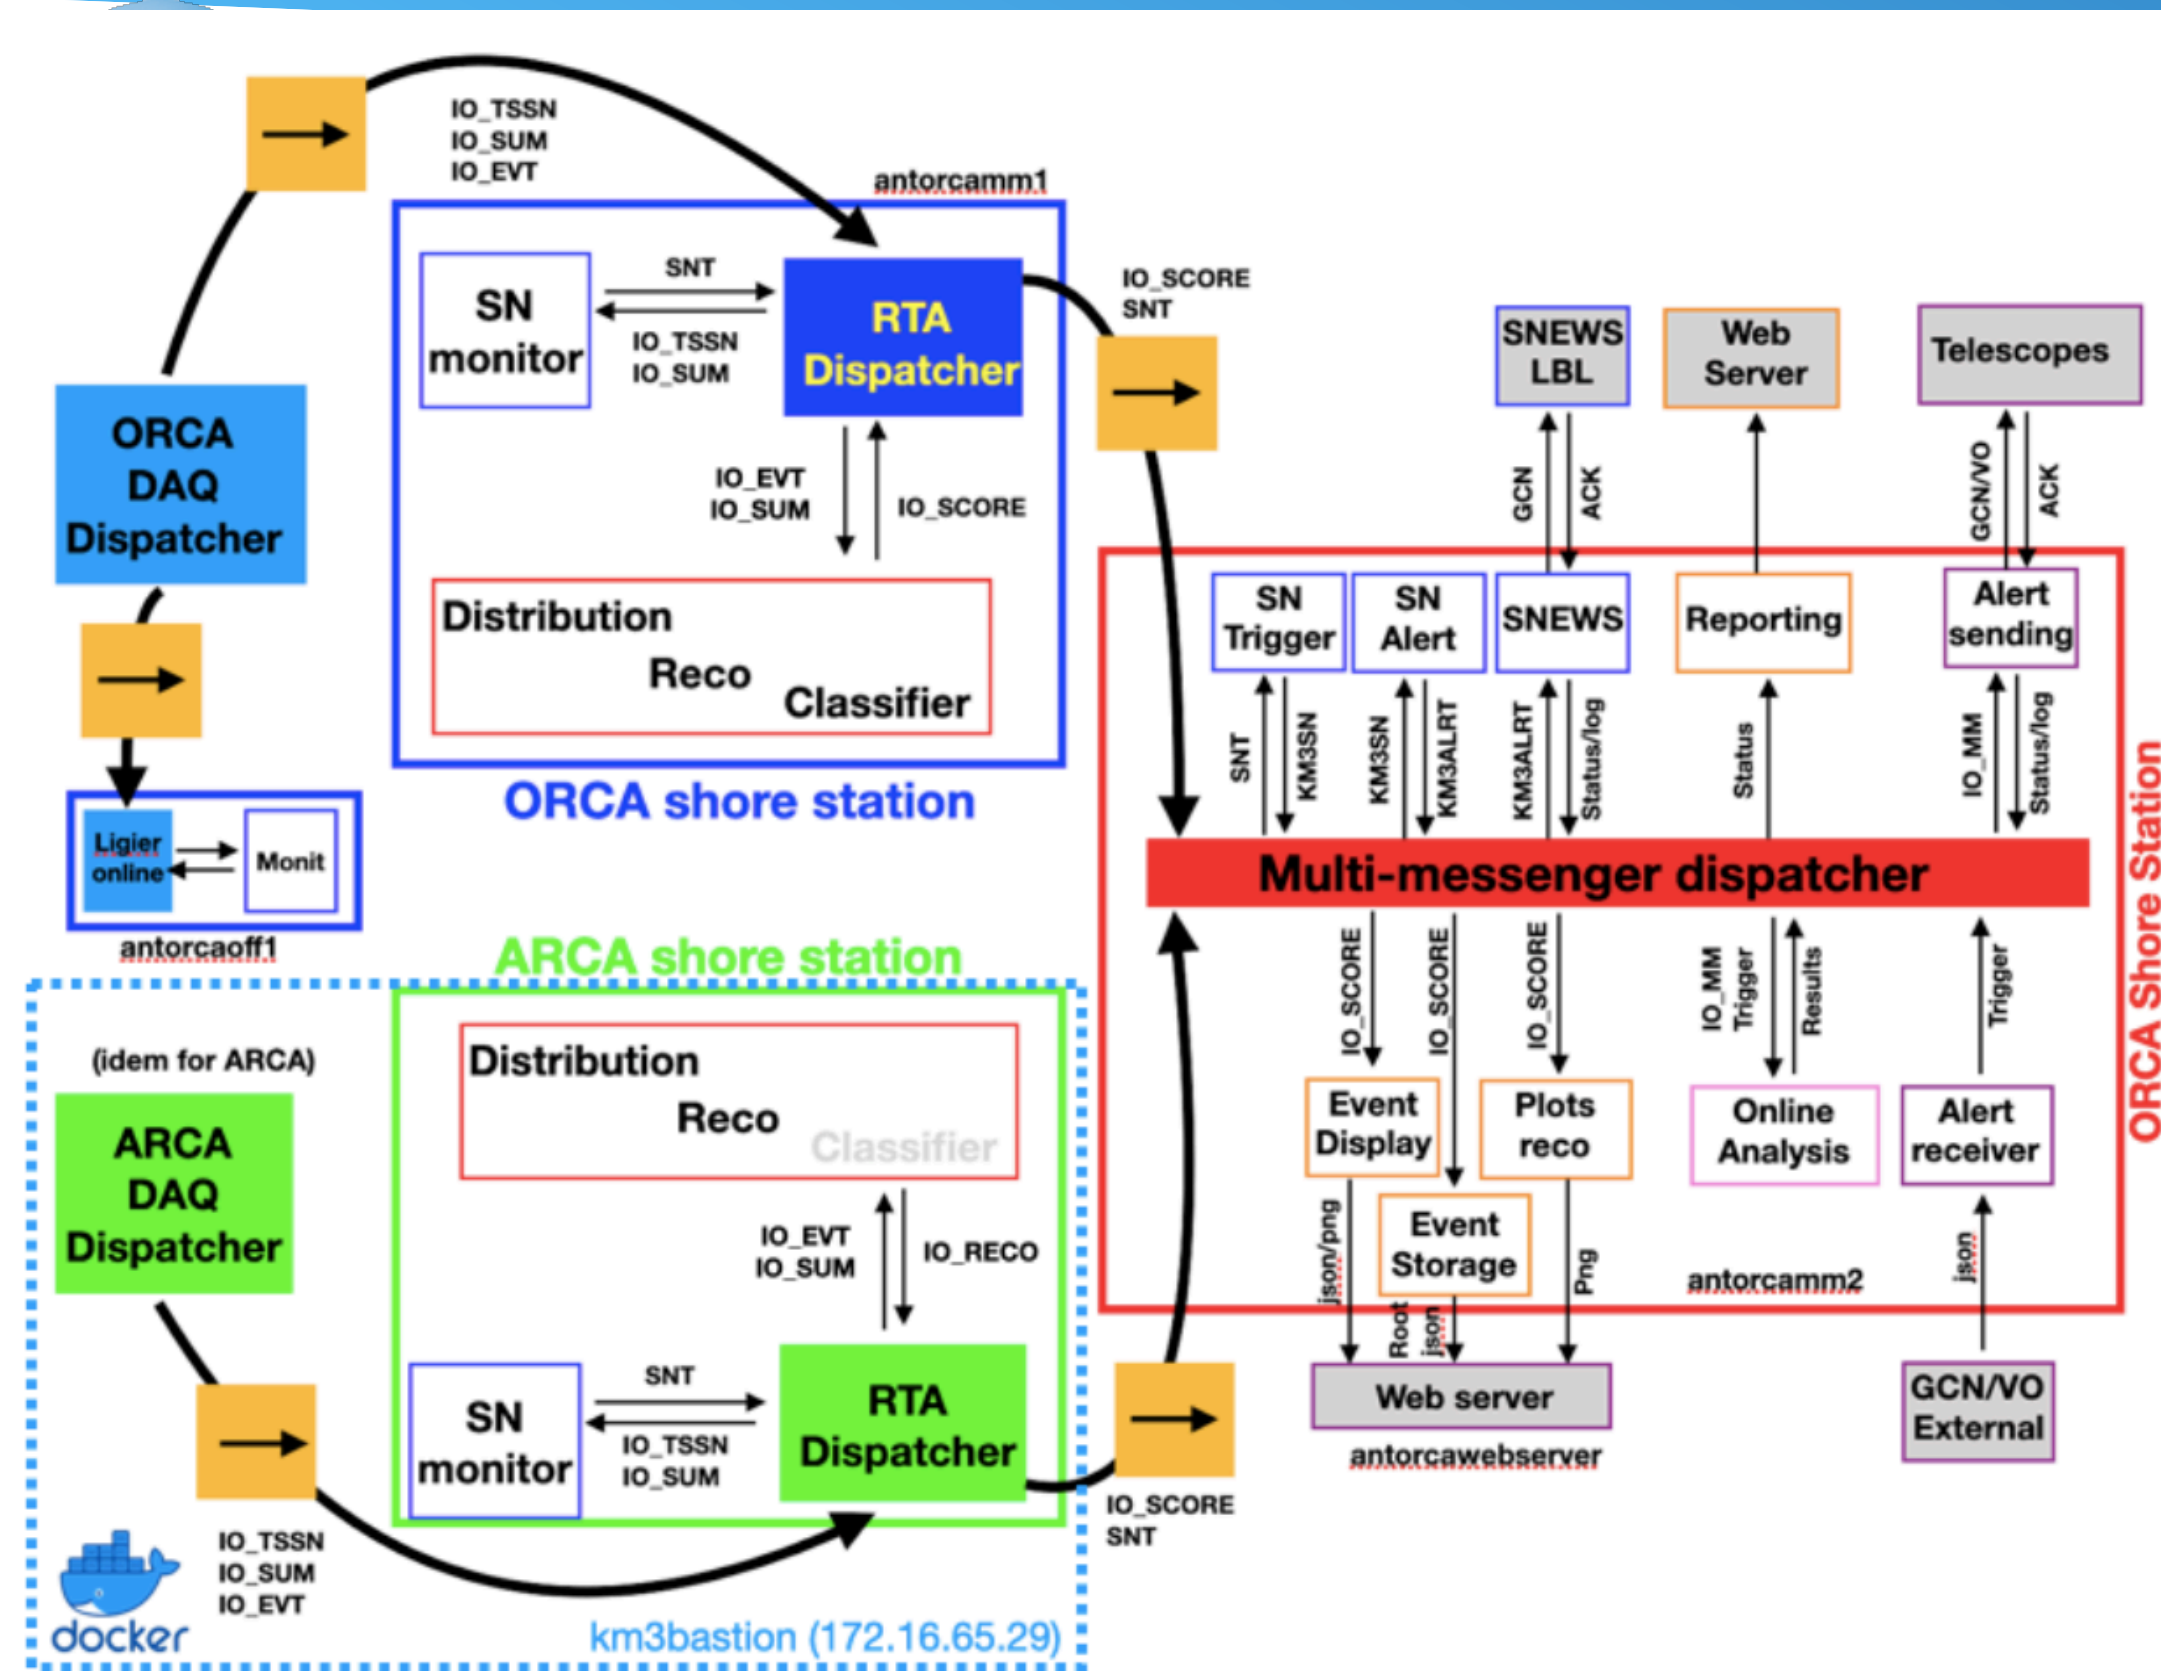 IO_TSSN
IO_SUM
IO_EVT
antorcamm1
SN
monitor
SNT
IO_TSSN
IO_SUM
RTA
Dispatcher
IO_SCORE
SNT
ORCA
DAQ
Dispatcher
IO_EVT
IO_SUM
IO_SCORE
Distribution
Reco
Classifier
ORCA shore station
Ligier
online
Monit
antorcaoff1
SNEWS
LBL
Web
Server
Telescopes
GCN
ACK
GCN/VO
ACK
SN
Trigger
SN
Alert
SNEWS
Reporting
Alert
sending
SNT
KM3SN
KM3SN
KM3ALRT
KM3ALRT
Status/log
Status
IO_MM
Status/log
Multi-messenger dispatcher
ORCA Shore Station
IO_SCORE
IO_SCORE
IO_SCORE
IO_MM
Trigger
Results
Trigger
Event
Display
Plots
reco
Online
Analysis
Alert
receiver
Event
Storage
json/png
Root
json
Png
antorcamm2
json
Web server
antorcawebserver
GCN/VO
External
ARCA shore station
(idem for ARCA)
ARCA
DAQ
Dispatcher
Distribution
Reco
Classifier
IO_EVT
IO_SUM
IO_RECO
SN
monitor
SNT
IO_TSSN
IO_SUM
RTA
Dispatcher
IO_SCORE
SNT
IO_TSSN
IO_SUM
IO_EVT
docker
km3bastion (172.16.65.29)